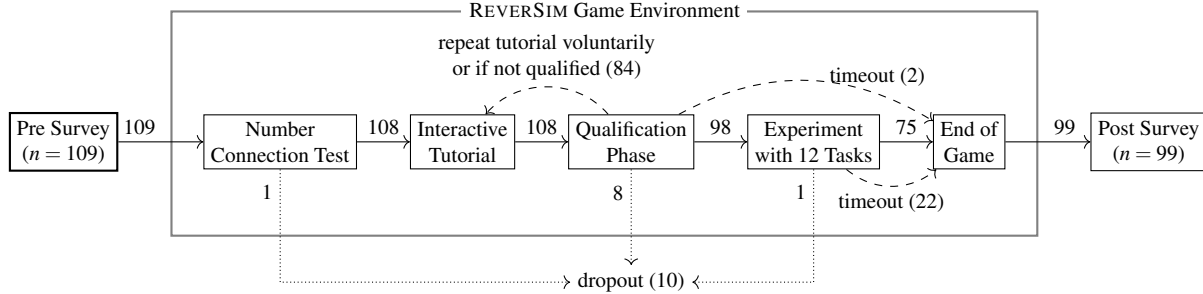 REVERSIM Game Environment
repeat tutorial voluntarily
or if not qualified (84)
timeout (2)
Pre Survey
(n = 109)
109
Number
Connection Test
108
Interactive
Tutorial
108
Qualification
Phase
98
Experiment
with 12 Tasks
75
End of
Game
99
Post Survey
(n = 99)
1
8
1
timeout (22)
dropout (10)